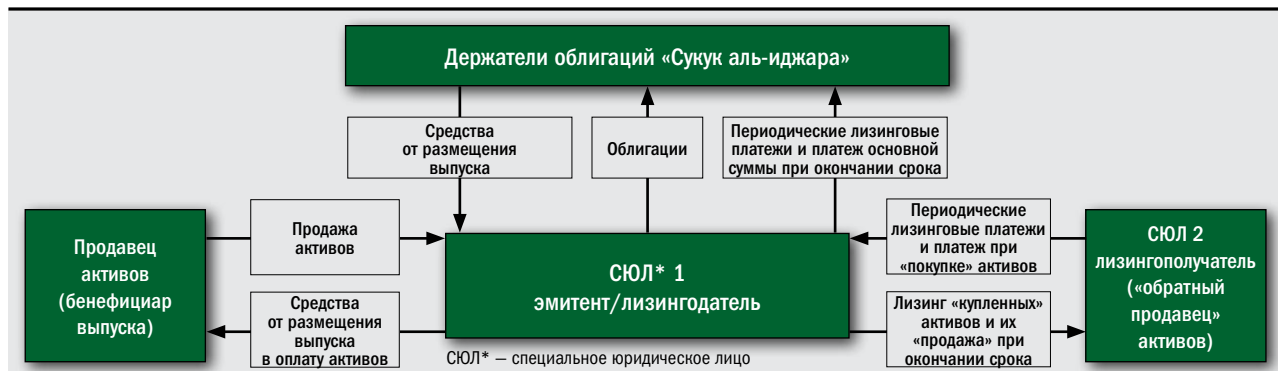 Держатели облигаций «Сукук аль-иджара»
Средства
от размещения
выпуска
Облигации
Периодические лизинговые
платежи и платеж основной
суммы при окончании срока
Продавец
активов
(бенефициар
выпуска)
Продажа
активов
Средства
от размещения
выпуска
в оплату активов
СЮЛ* 1
эмитент/лизингодатель
СЮЛ* — специальное юридическое лицо
Периодические
лизинговые платежи
и платеж при
«покупке» активов
Лизинг «купленных»
активов и их
«продажа» при
окончании срока
СЮЛ 2
лизингополучатель
(«обратный
продавец»
активов)